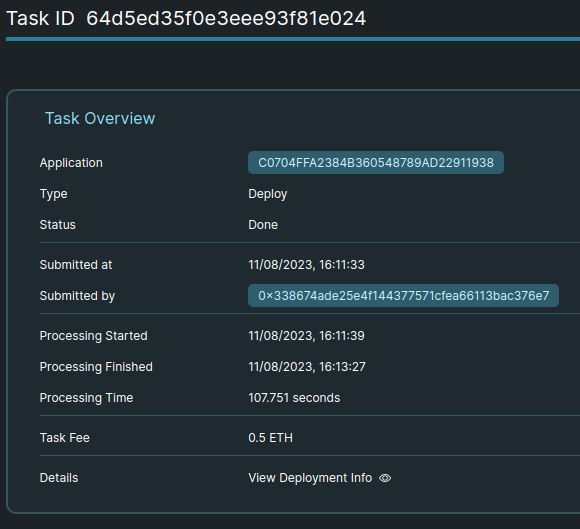 Task ID 64d5ed35f0e3eee93f81e024
Task Overview
Application C0704FFA2384B360548789AD22911938
Type Deploy
Status Done
Submitted at 11/08/2023, 16:11:33
Submitted by 0x338674ade25e4f144377571cfea66113bac376e7
Processing Started 11/08/2023, 16:11:39
Processing Finished 11/08/2023, 16:13:27
Processing Time 107.751 seconds
Task Fee 0.5 ETH
Details View Deployment Info